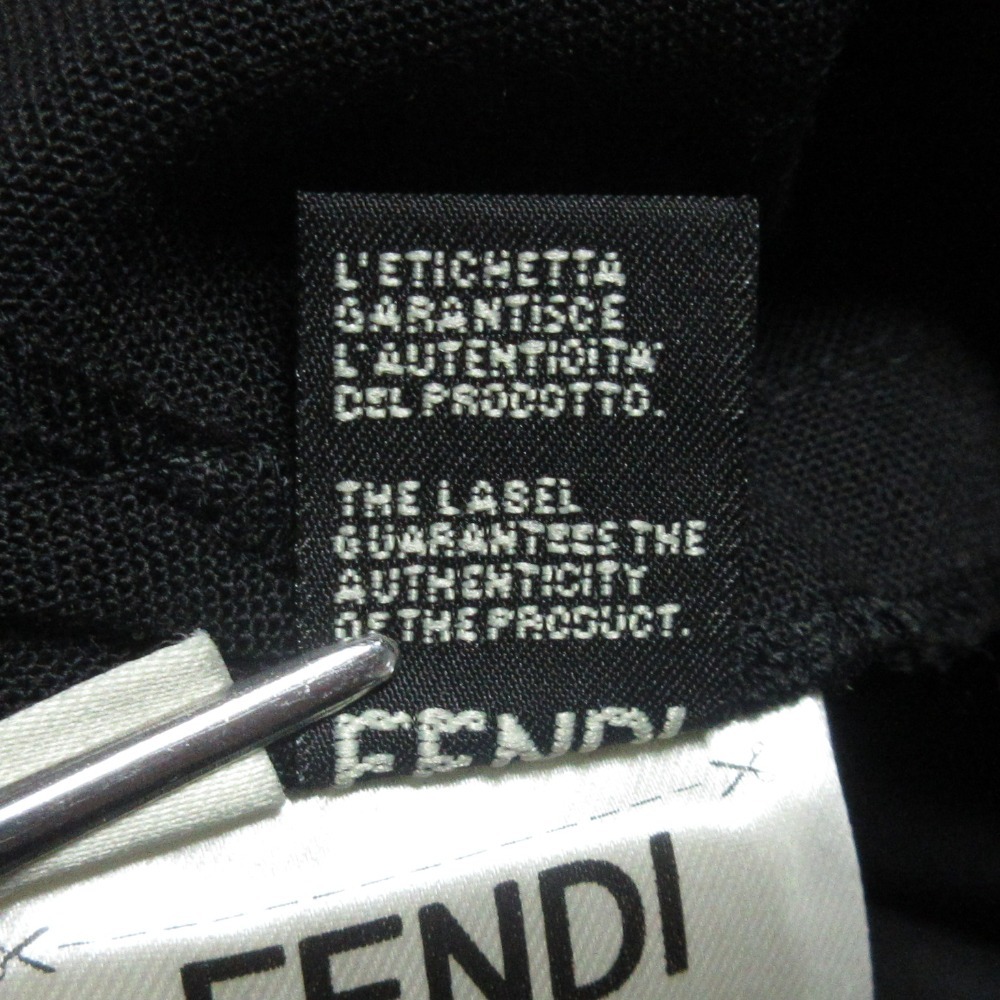 L'ETICHETTA
GARANTISCE
L'AUTENTICITA'
DEL PRODOTTO.
THE LABEL
GUARANTEES THE
AUTHENTICITY
OF THE PRODUCT.
FENDI
FENDI